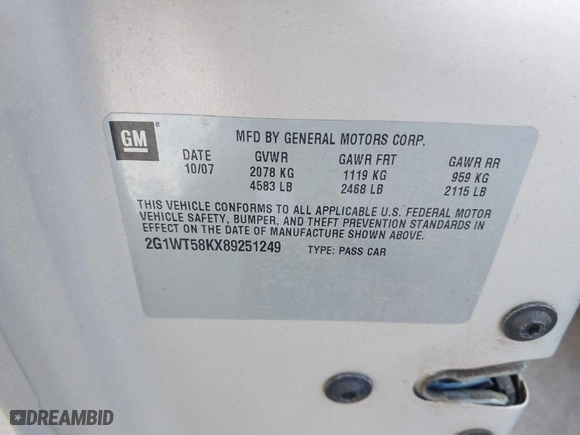 GM
MFD BY GENERAL MOTORS CORP.
DATE GVWR GAWR FRT GAWR RR
10/07 2078 KG 1119 KG 959 KG
4583 LB 2468 LB 2115 LB
THIS VEHICLE CONFORMS TO ALL APPLICABLE U.S. FEDERAL MOTOR
VEHICLE SAFETY, BUMPER, AND THEFT PREVENTION STANDARDS IN
EFFECT ON THE DATE OF MANUFACTURE SHOWN ABOVE.
2G1WT58KX89251249 TYPE: PASS CAR
DREAMBID